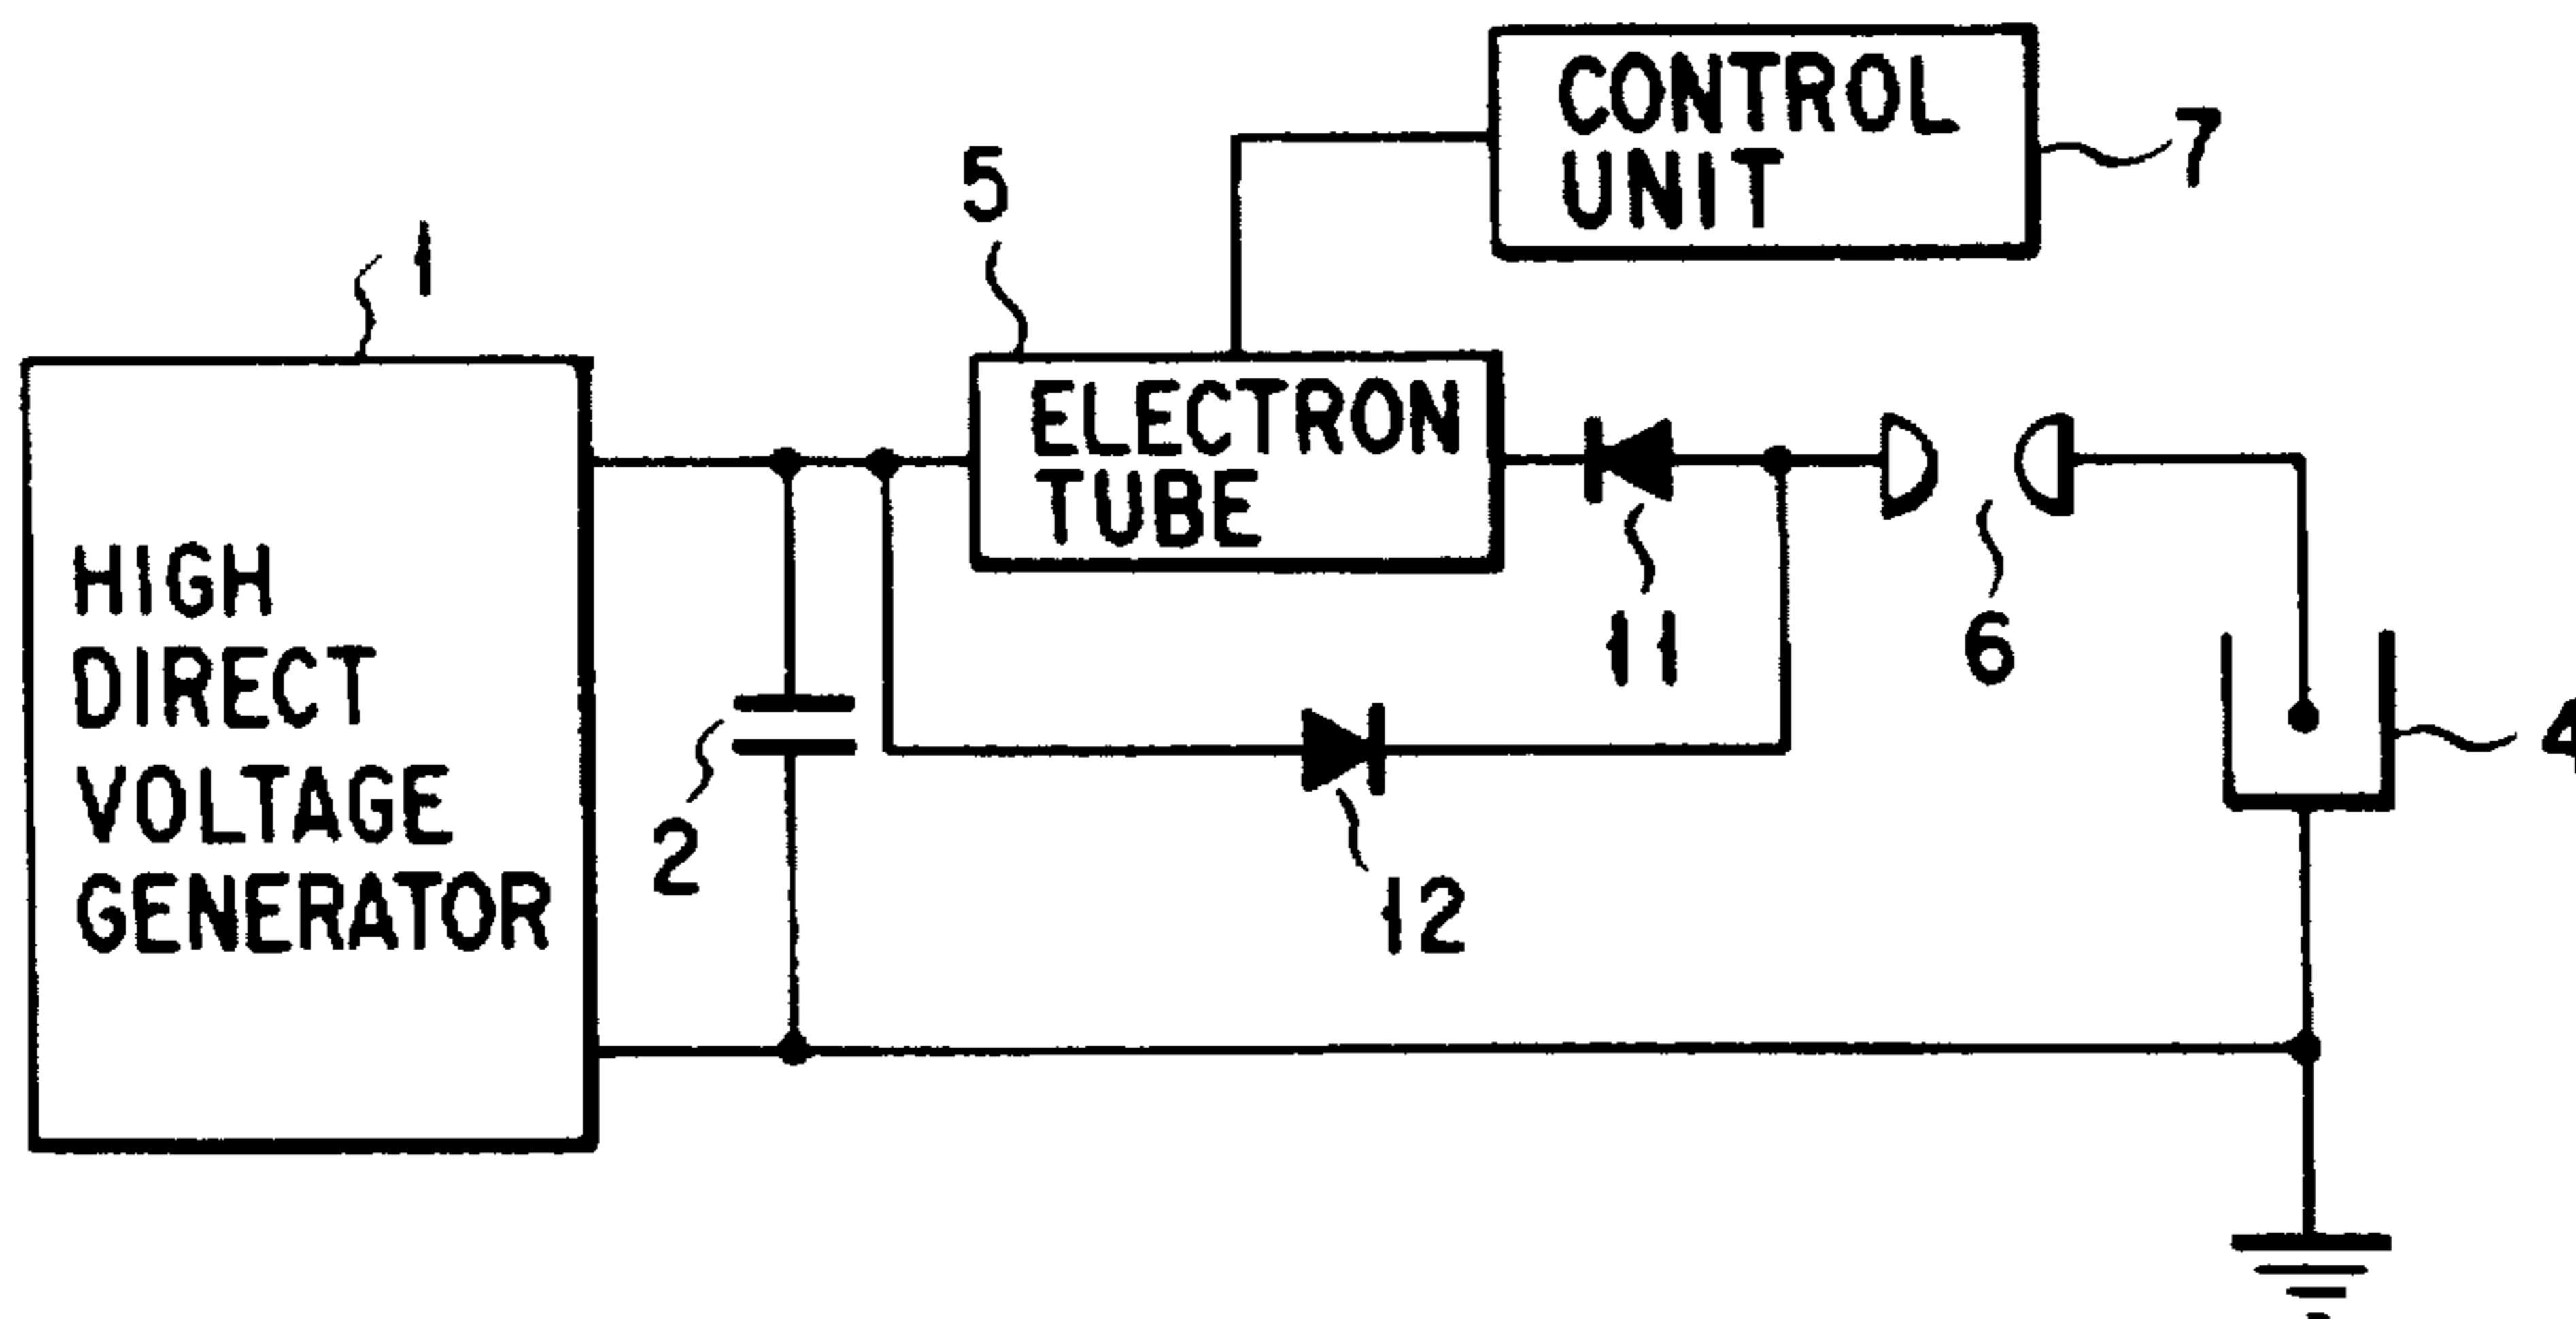 CONTROL
UNIT
7
5
1
ELECTRON
TUBE
HIGH
DIRECT
VOLTAGE
GENERATOR
11
6
4
2
12